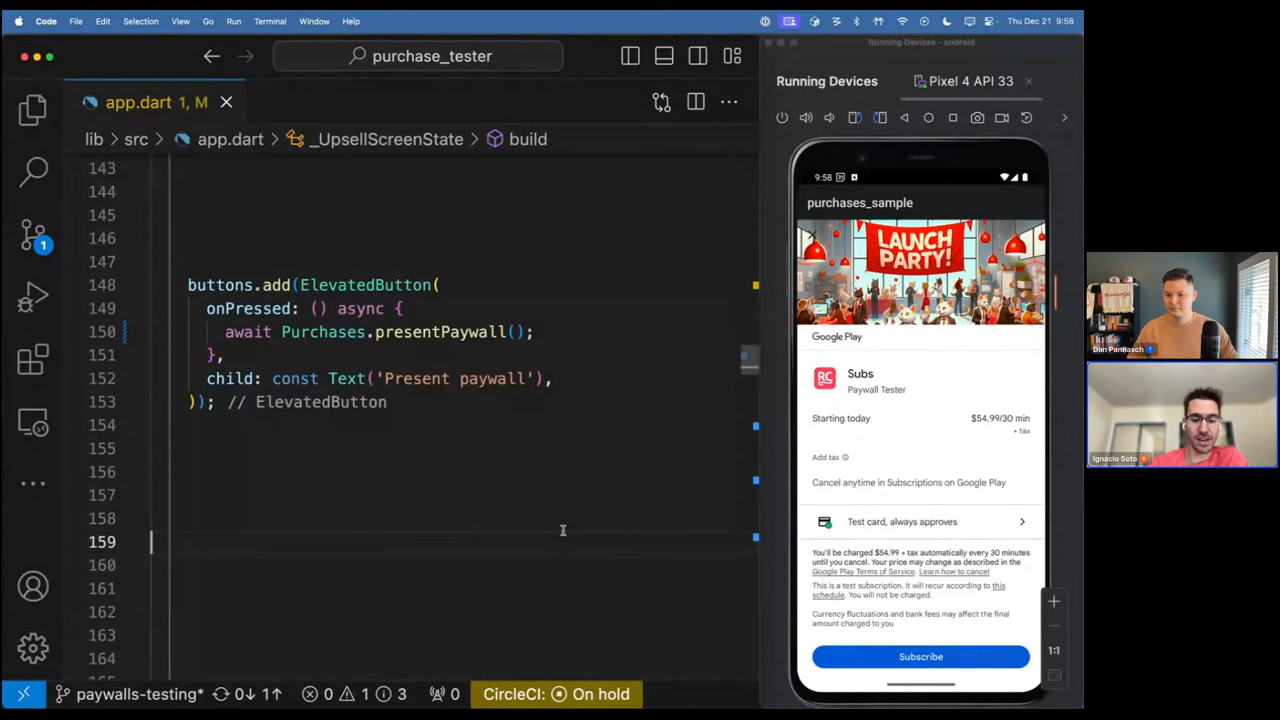 Code File Edit Selection View Go Run Terminal Window Help
Thu Dec 21 9:58
purchase_tester
app.dart 1, M
lib > src > app.dart > _UpsellScreenState > build
143
144
145
146
147
148 buttons.add(ElevatedButton(
149 onPressed: () async {
150 await Purchases.presentPaywall();
151 },
152 child: const Text('Present paywall'),
153 )); // ElevatedButton
154
155
156
157
158
159
160
161
162
163
164
1
paywalls-testing* 0↓ 1↑ 0 1 3 0 CircleCI: On hold
Running Devices - android
Running Devices Pixel 4 API 33
9:58
purchases_sample
LAUNCH
PARTY!
Google Play
RC
Subs
Paywall Tester
Starting today $54.99/30 min
+ tax
Add tax
Cancel anytime in Subscriptions on Google Play
Test card, always approves
You'll be charged $54.99 + tax automatically every 30 minutes
until you cancel. Your price may change as described in the
Google Play Terms of Service. Learn how to cancel
This is a test subscription. It will recur according to this
schedule. You will not be charged.
Currency fluctuations and bank fees may affect the final
amount charged to you
Subscribe
1:1
Dan Pannasch
Ignacio Soto